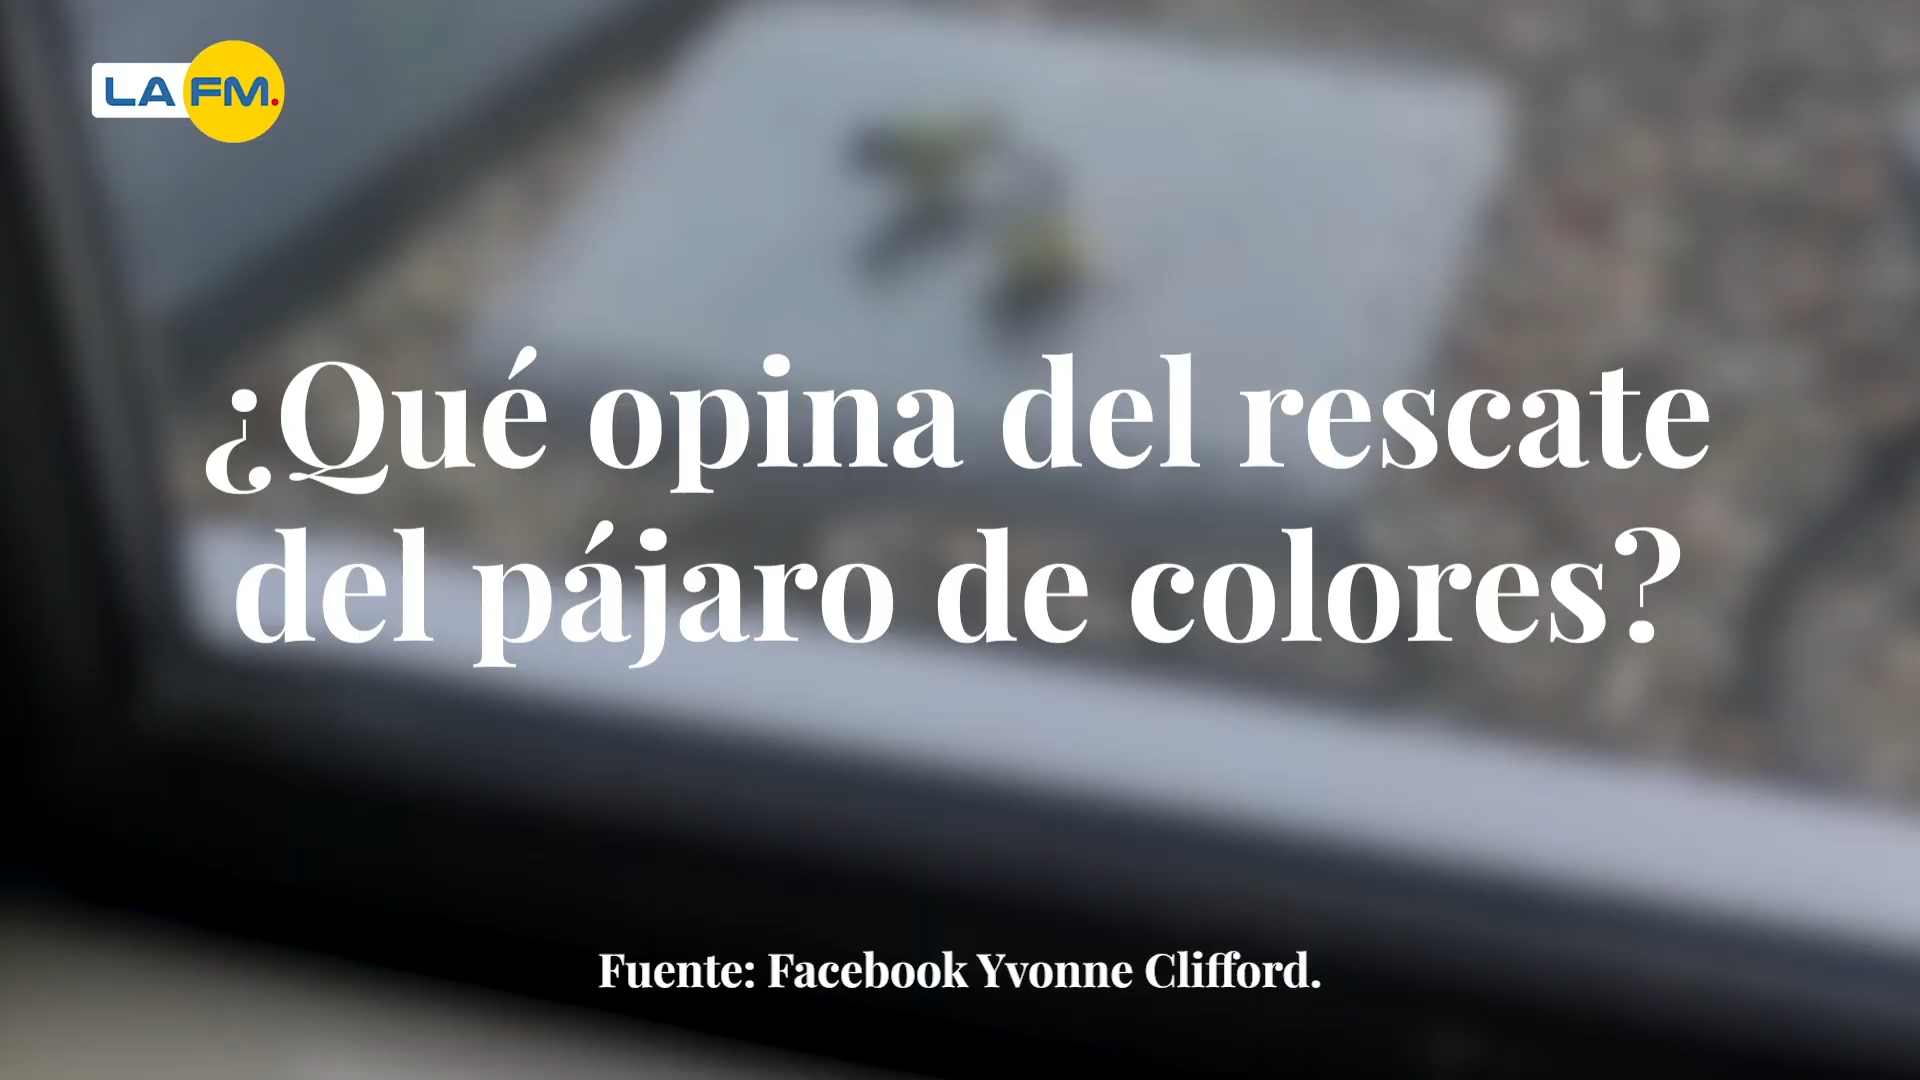 LA FM.
¿Qué opina del rescate
del pájaro de colores?
Fuente: Facebook Yvonne Clifford.